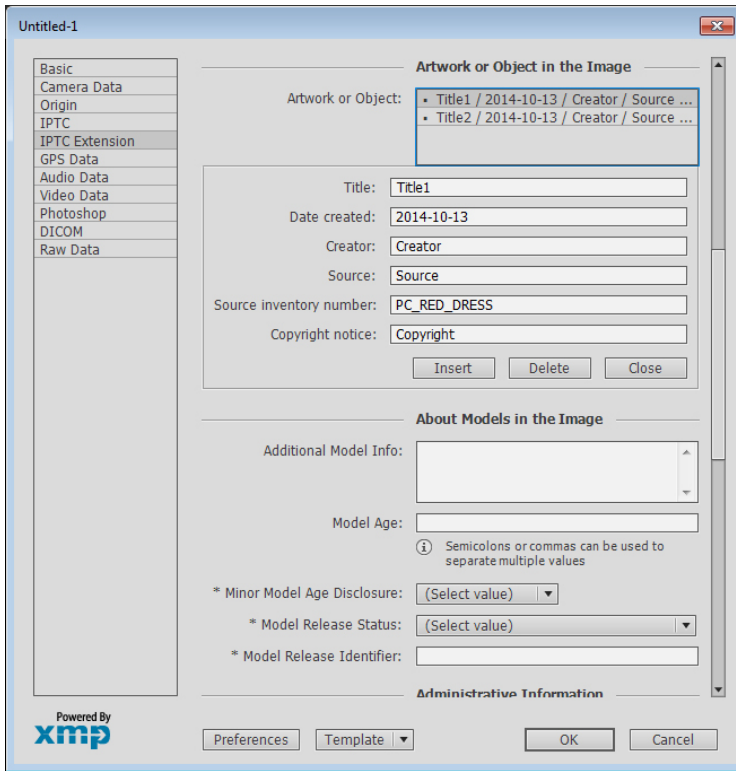 Untitled-1
Basic
Camera Data
Origin
IPTC
IPTC Extension
GPS Data
Audio Data
Video Data
Photoshop
DICOM
Raw Data
Artwork or Object in the Image
Artwork or Object:
▪ Title1 / 2014-10-13 / Creator / Source ...
▪ Title2 / 2014-10-13 / Creator / Source ...
Title: Title1
Date created: 2014-10-13
Creator: Creator
Source: Source
Source inventory number: PC_RED_DRESS
Copyright notice: Copyright
Insert Delete Close
About Models in the Image
Additional Model Info:
Model Age:
Semicolons or commas can be used to
separate multiple values
* Minor Model Age Disclosure: (Select value)
* Model Release Status: (Select value)
* Model Release Identifier:
Administrative Information
Powered By
xmp
Preferences Template OK Cancel